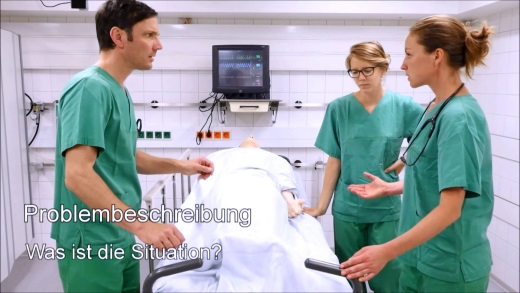 Problembeschreibung
Was ist die Situation?